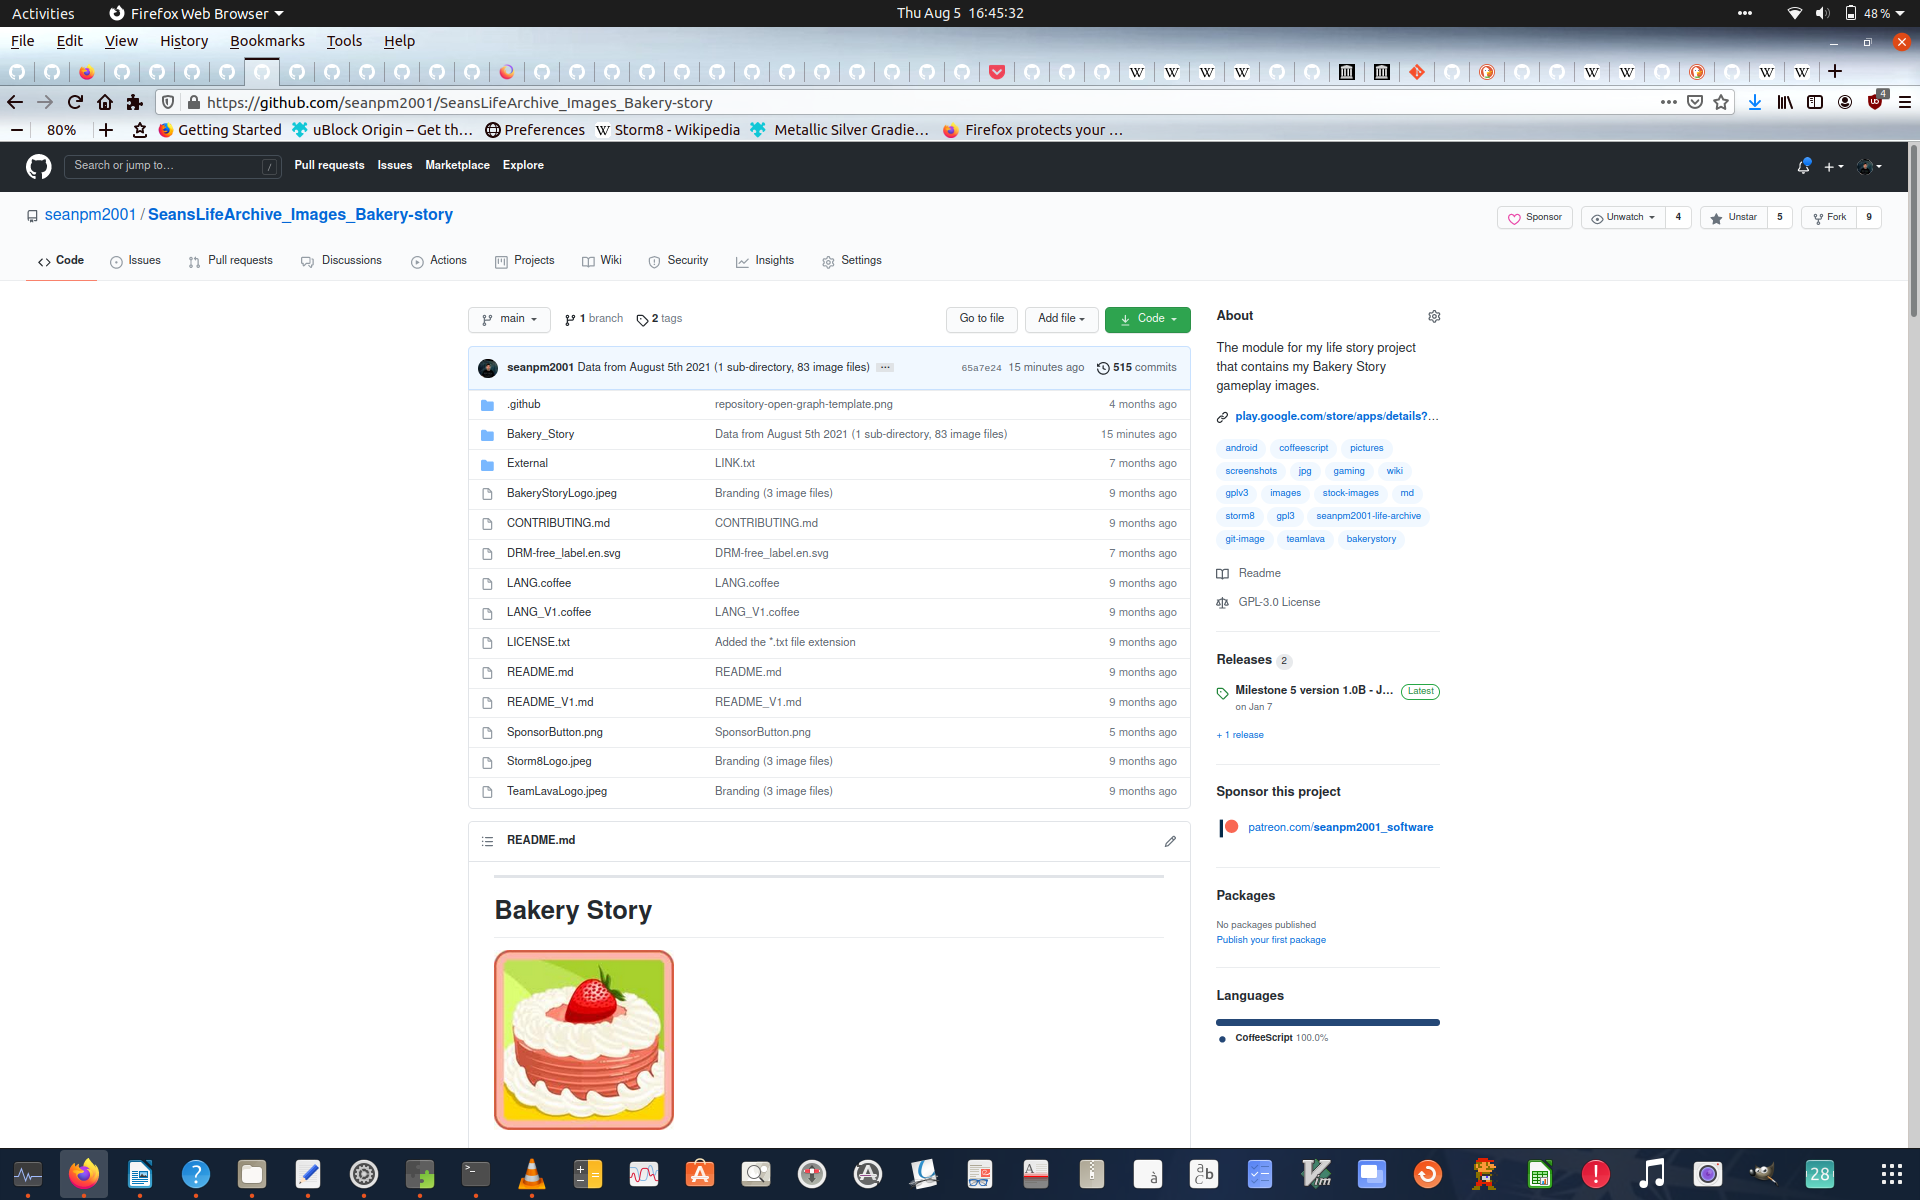 Activities Firefox Web Browser Thu Aug 5 16:45:32 48 %
File Edit View History Bookmarks Tools Help
https://github.com/seanpm2001/SeansLifeArchive_Images_Bakery-story 4
80% Getting Started uBlock Origin – Get th… Preferences Storm8 - Wikipedia Metallic Silver Gradie… Firefox protects your …
Search or jump to… / Pull requests Issues Marketplace Explore
seanpm2001 / SeansLifeArchive_Images_Bakery-story Sponsor Unwatch 4 Unstar 5 Fork 9
Code Issues Pull requests Discussions Actions Projects Wiki Security Insights Settings
main 1 branch 2 tags Go to file Add file Code
seanpm2001 Data from August 5th 2021 (1 sub-directory, 83 image files) … 65a7e24 15 minutes ago 515 commits
.github repository-open-graph-template.png 4 months ago
Bakery_Story Data from August 5th 2021 (1 sub-directory, 83 image files) 15 minutes ago
External LINK.txt 7 months ago
BakeryStoryLogo.jpeg Branding (3 image files) 9 months ago
CONTRIBUTING.md CONTRIBUTING.md 9 months ago
DRM-free_label.en.svg DRM-free_label.en.svg 7 months ago
LANG.coffee LANG.coffee 9 months ago
LANG_V1.coffee LANG_V1.coffee 9 months ago
LICENSE.txt Added the *.txt file extension 9 months ago
README.md README.md 9 months ago
README_V1.md README_V1.md 9 months ago
SponsorButton.png SponsorButton.png 5 months ago
Storm8Logo.jpeg Branding (3 image files) 9 months ago
TeamLavaLogo.jpeg Branding (3 image files) 9 months ago
README.md
Bakery Story
About
The module for my life story project
that contains my Bakery Story
gameplay images.
play.google.com/store/apps/details?…
android coffeescript pictures
screenshots jpg gaming wiki
gplv3 images stock-images md
storm8 gpl3 seanpm2001-life-archive
git-image teamlava bakerystory
Readme
GPL-3.0 License
Releases 2
Milestone 5 version 1.0B - J… Latest
on Jan 7
+ 1 release
Sponsor this project
patreon.com/seanpm2001_software
Packages
No packages published
Publish your first package
Languages
CoffeeScript 100.0%
28